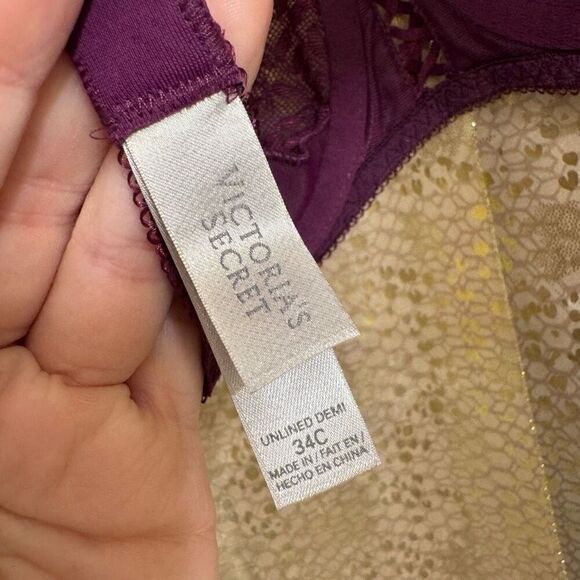 VICTORIA'S
SECRET
UNLINED DEMI
34C
MADE IN / FAIT EN /
HECHO EN CHINA